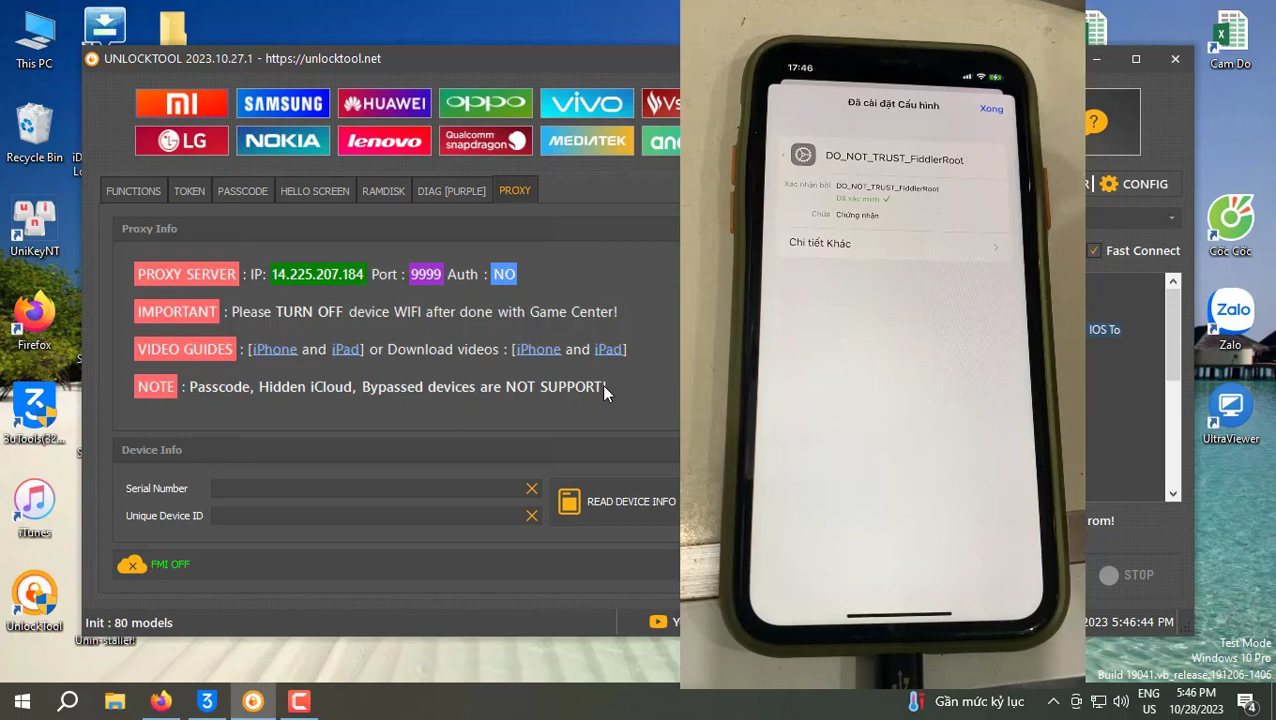 This PC
UNLOCKTOOL 2023.10.27.1 - https://unlocktool.net
MI SAMSUNG HUAWEI OPPO VIVO
LG NOKIA lenovo Qualcomm snapdragon MEDIATEK
FUNCTIONS TOKEN PASSCODE HELLO SCREEN RAMDISK DIAG [PURPLE] PROXY
CONFIG
Fast Connect
Proxy Info
PROXY SERVER : IP: 14.225.207.184 Port : 9999 Auth : NO
IMPORTANT : Please TURN OFF device WIFI after done with Game Center!
VIDEO GUIDES : [iPhone and iPad] or Download videos : [iPhone and iPad]
NOTE : Passcode, Hidden iCloud, Bypassed devices are NOT SUPPORT!
IOS To
Device Info
Serial Number
Unique Device ID
READ DEVICE INFO
rom!
FMI OFF
STOP
Init : 80 models
2023 5:46:44 PM
17:46
Đã cài đặt Cấu hình
Xong
DO_NOT_TRUST_FiddlerRoot
Xác nhận bởi DO_NOT_TRUST_FiddlerRoot
Đã xác minh ✓
Chứa Chứng nhận
Chi tiết Khác
Recycle Bin
UniKeyNT
Firefox
3uTools(32...
iTunes
UnlockTool
Unin-staller!
Cam Do
Cốc Cốc
Zalo
Zalo
UltraViewer
Test Mode
Windows 10 Pro
Build 19041.vb_release.191206-1406
Gần mức kỷ lục
ENG
US
5:46 PM
10/28/2023
4